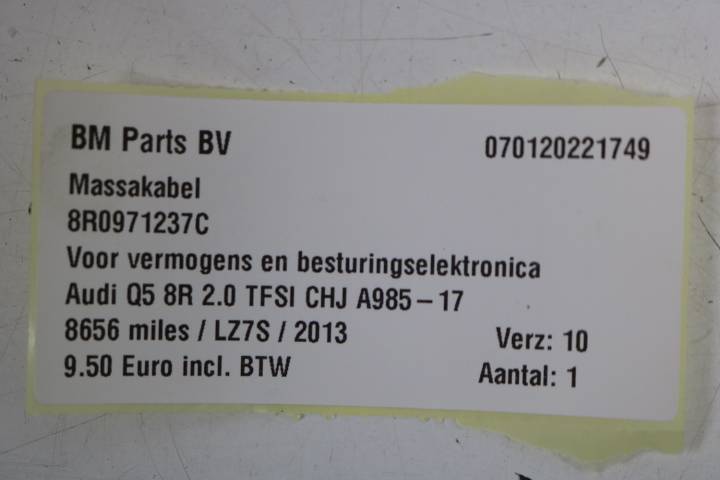 BM Parts BV 070120221749
Massakabel
8R0971237C
Voor vermogens en besturingselektronica
Audi Q5 8R 2.0 TFSI CHJ A985-17
8656 miles / LZ7S / 2013 Verz: 10
9.50 Euro incl. BTW Aantal: 1